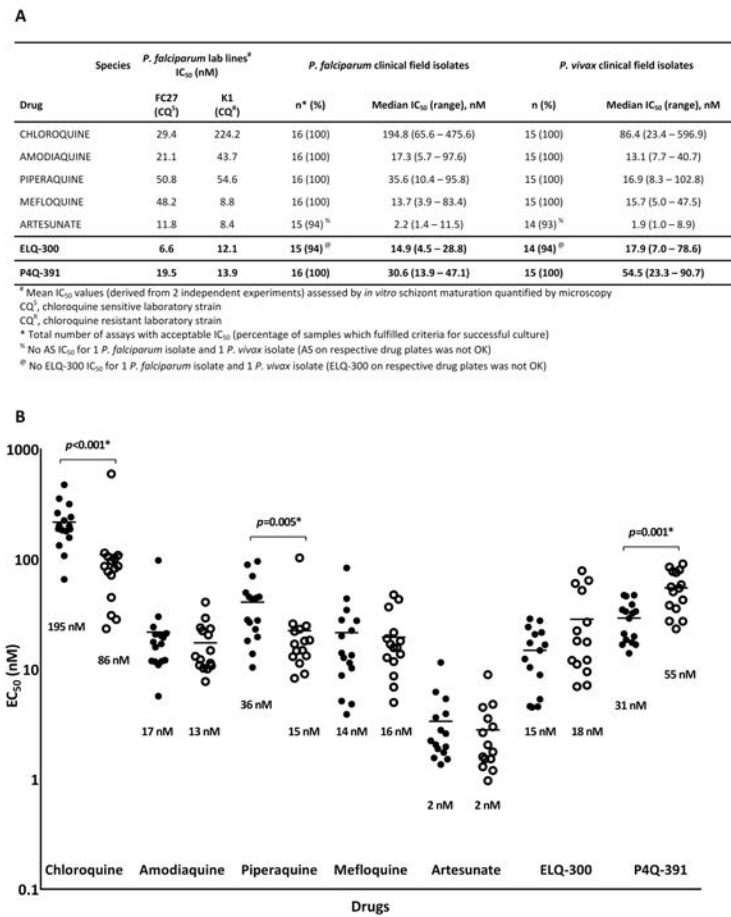 A
Species P. falciparum lab lines# IC50 (nM) P. falciparum clinical field isolates P. vivax clinical field isolates
Drug FC27 (CQS) K1 (CQR) n* (%) Median IC50 (range), nM n (%) Median IC50 (range), nM
CHLOROQUINE 29.4 224.2 16 (100) 194.8 (65.6 – 475.6) 15 (100) 86.4 (23.4 – 596.9)
AMODIAQUINE 21.1 43.7 16 (100) 17.3 (5.7 – 97.6) 15 (100) 13.1 (7.7 – 40.7)
PIPERAQUINE 50.8 54.6 16 (100) 35.6 (10.4 – 95.8) 15 (100) 16.9 (8.3 – 102.8)
MEFLOQUINE 48.2 8.8 16 (100) 13.7 (3.9 – 83.4) 15 (100) 15.7 (5.0 – 47.5)
ARTESUNATE 11.8 8.4 15 (94) % 2.2 (1.4 – 11.5) 14 (93) % 1.9 (1.0 – 8.9)
ELQ-300 6.6 12.1 15 (94) @ 14.9 (4.5 – 28.8) 14 (94) @ 17.9 (7.0 – 78.6)
P4Q-391 19.5 13.9 16 (100) 30.6 (13.9 – 47.1) 15 (100) 54.5 (23.3 – 90.7)
# Mean IC50 values (derived from 2 independent experiments) assessed by in vitro schizont maturation quantified by microscopy
CQS, chloroquine sensitive laboratory strain
CQR, chloroquine resistant laboratory strain
* Total number of assays with acceptable IC50 (percentage of samples which fulfilled criteria for successful culture)
% No AS IC50 for 1 P. falciparum isolate and 1 P. vivax isolate (AS on respective drug plates was not OK)
@ No ELQ-300 IC50 for 1 P. falciparum isolate and 1 P. vivax isolate (ELQ-300 on respective drug plates was not OK)
B
EC50 (nM)
1000
100
10
1
0.1
p<0.001*
p=0.005*
p=0.001*
195 nM
86 nM
17 nM
13 nM
36 nM
15 nM
14 nM
16 nM
2 nM
2 nM
15 nM
18 nM
31 nM
55 nM
Chloroquine Amodiaquine Piperaquine Mefloquine Artesunate ELQ-300 P4Q-391
Drugs